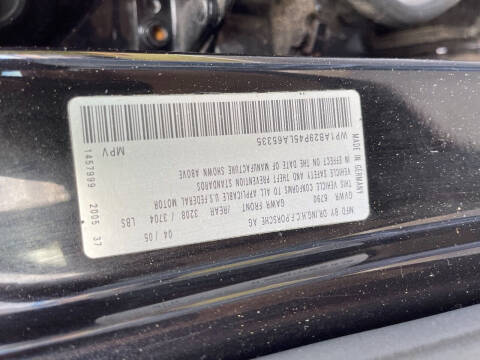 MFD BY DR.ING.H.C.F.PORSCHE AG 04/05
GVWR 6790
GAWR FRONT /REAR 3208 / 3704 LBS
THIS VEHICLE CONFORMS TO ALL APPLICABLE U.S FEDERAL MOTOR
VEHICLE SAFETY AND THEFT PREVENTION STANDARDS
IN EFFECT ON THE DATE OF MANUFACTURE SHOWN ABOVE
MADE IN GERMANY
WP1AB29P45LA65335
MPV
1457999 2005 37